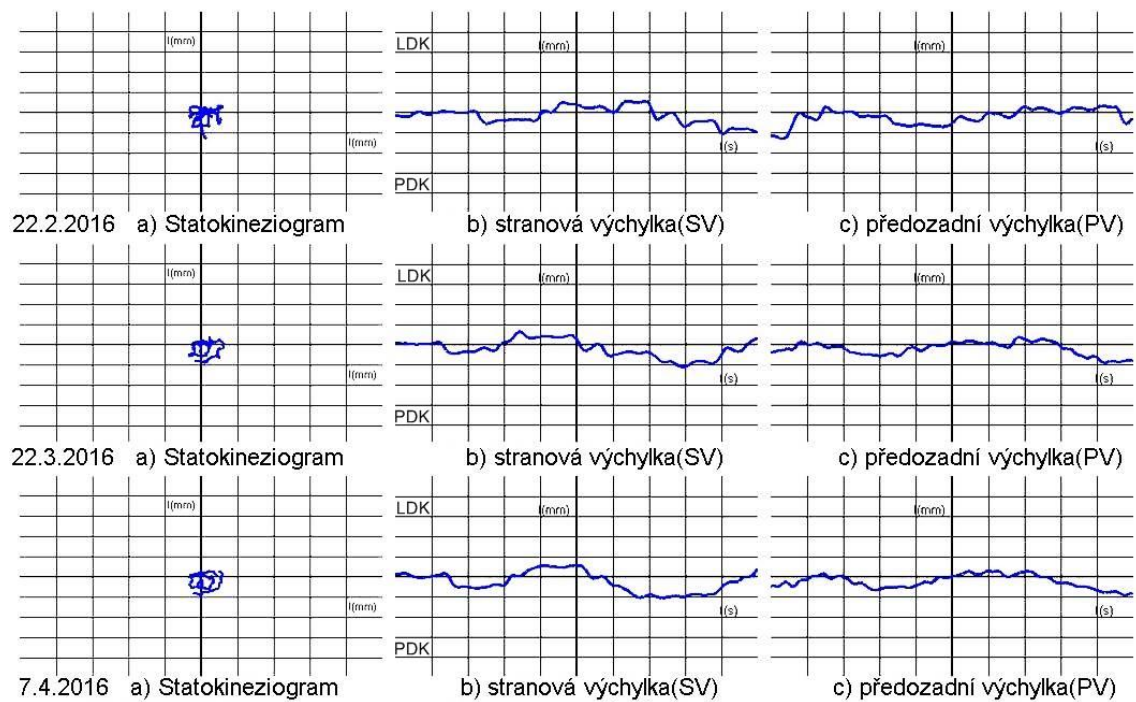 l(mm)
l(mm)
LDK
l(mm)
l(s)
PDK
l(mm)
l(s)
22.2.2016 a) Statokineziogram b) stranová výchylka(SV) c) předozadní výchylka(PV)
l(mm)
l(mm)
LDK
l(mm)
l(s)
PDK
l(mm)
l(s)
22.3.2016 a) Statokineziogram b) stranová výchylka(SV) c) předozadní výchylka(PV)
l(mm)
l(mm)
LDK
l(mm)
l(s)
PDK
l(mm)
l(s)
7.4.2016 a) Statokineziogram b) stranová výchylka(SV) c) předozadní výchylka(PV)